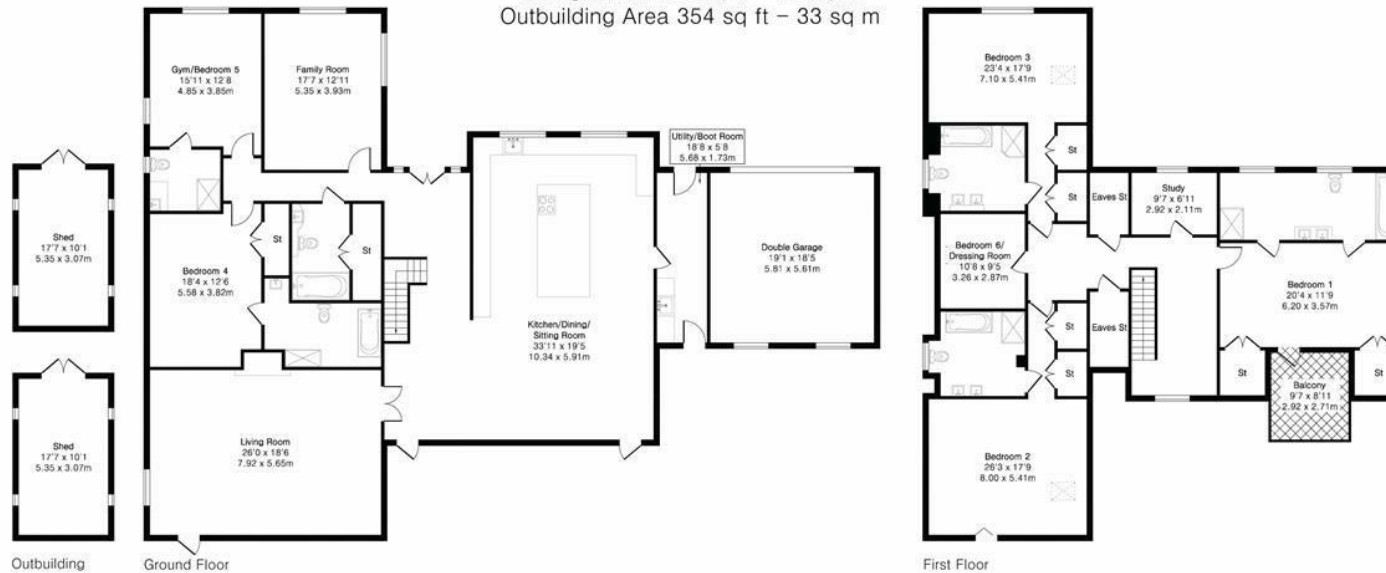 Outbuilding Area 354 sq ft – 33 sq m
Gym/Bedroom 5
15'11 x 12'8
4.85 x 3.85m
Family Room
17'7 x 12'11
5.35 x 3.93m
Utility/Boot Room
18'8 x 5'8
5.68 x 1.73m
Shed
17'7 x 10'1
5.35 x 3.07m
Bedroom 4
18'4 x 12'6
5.58 x 3.82m
St
St
Double Garage
19'1 x 18'5
5.81 x 5.61m
Kitchen/Dining/
Sitting Room
33'11 x 19'5
10.34 x 5.91m
Shed
17'7 x 10'1
5.35 x 3.07m
Living Room
26'0 x 18'6
7.92 x 5.65m
Outbuilding
Ground Floor
Bedroom 3
23'4 x 17'9
7.10 x 5.41m
St
St
Eaves St
Study
9'7 x 6'11
2.92 x 2.11m
Bedroom 6/
Dressing Room
10'8 x 9'5
3.26 x 2.87m
Bedroom 1
20'4 x 11'9
6.20 x 3.57m
St
Eaves St
St
St
Balcony
9'7 x 8'11
2.92 x 2.71m
St
Bedroom 2
26'3 x 17'9
8.00 x 5.41m
First Floor